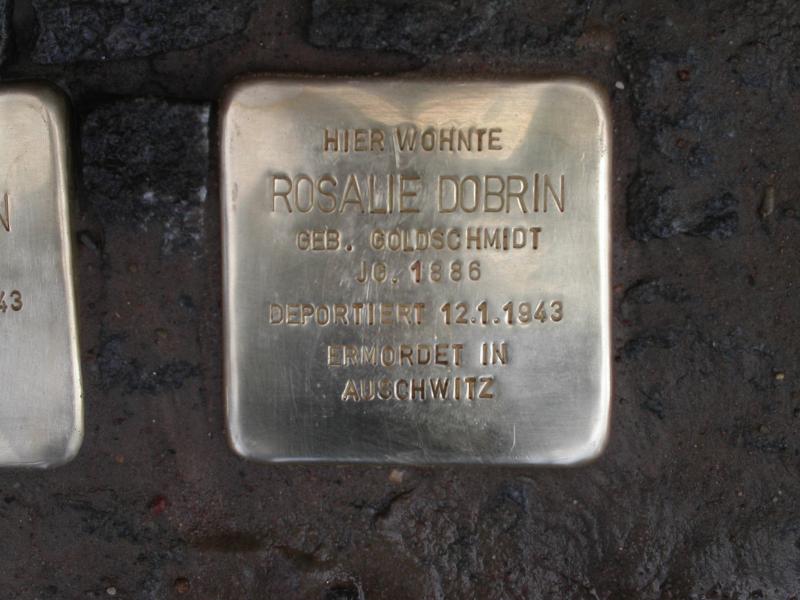 HIER WOHNTE
ROSALIE DOBRIN
GEB. GOLDSCHMIDT
JG. 1886
DEPORTIERT 12.1.1943
ERMORDET IN
AUSCHWITZ